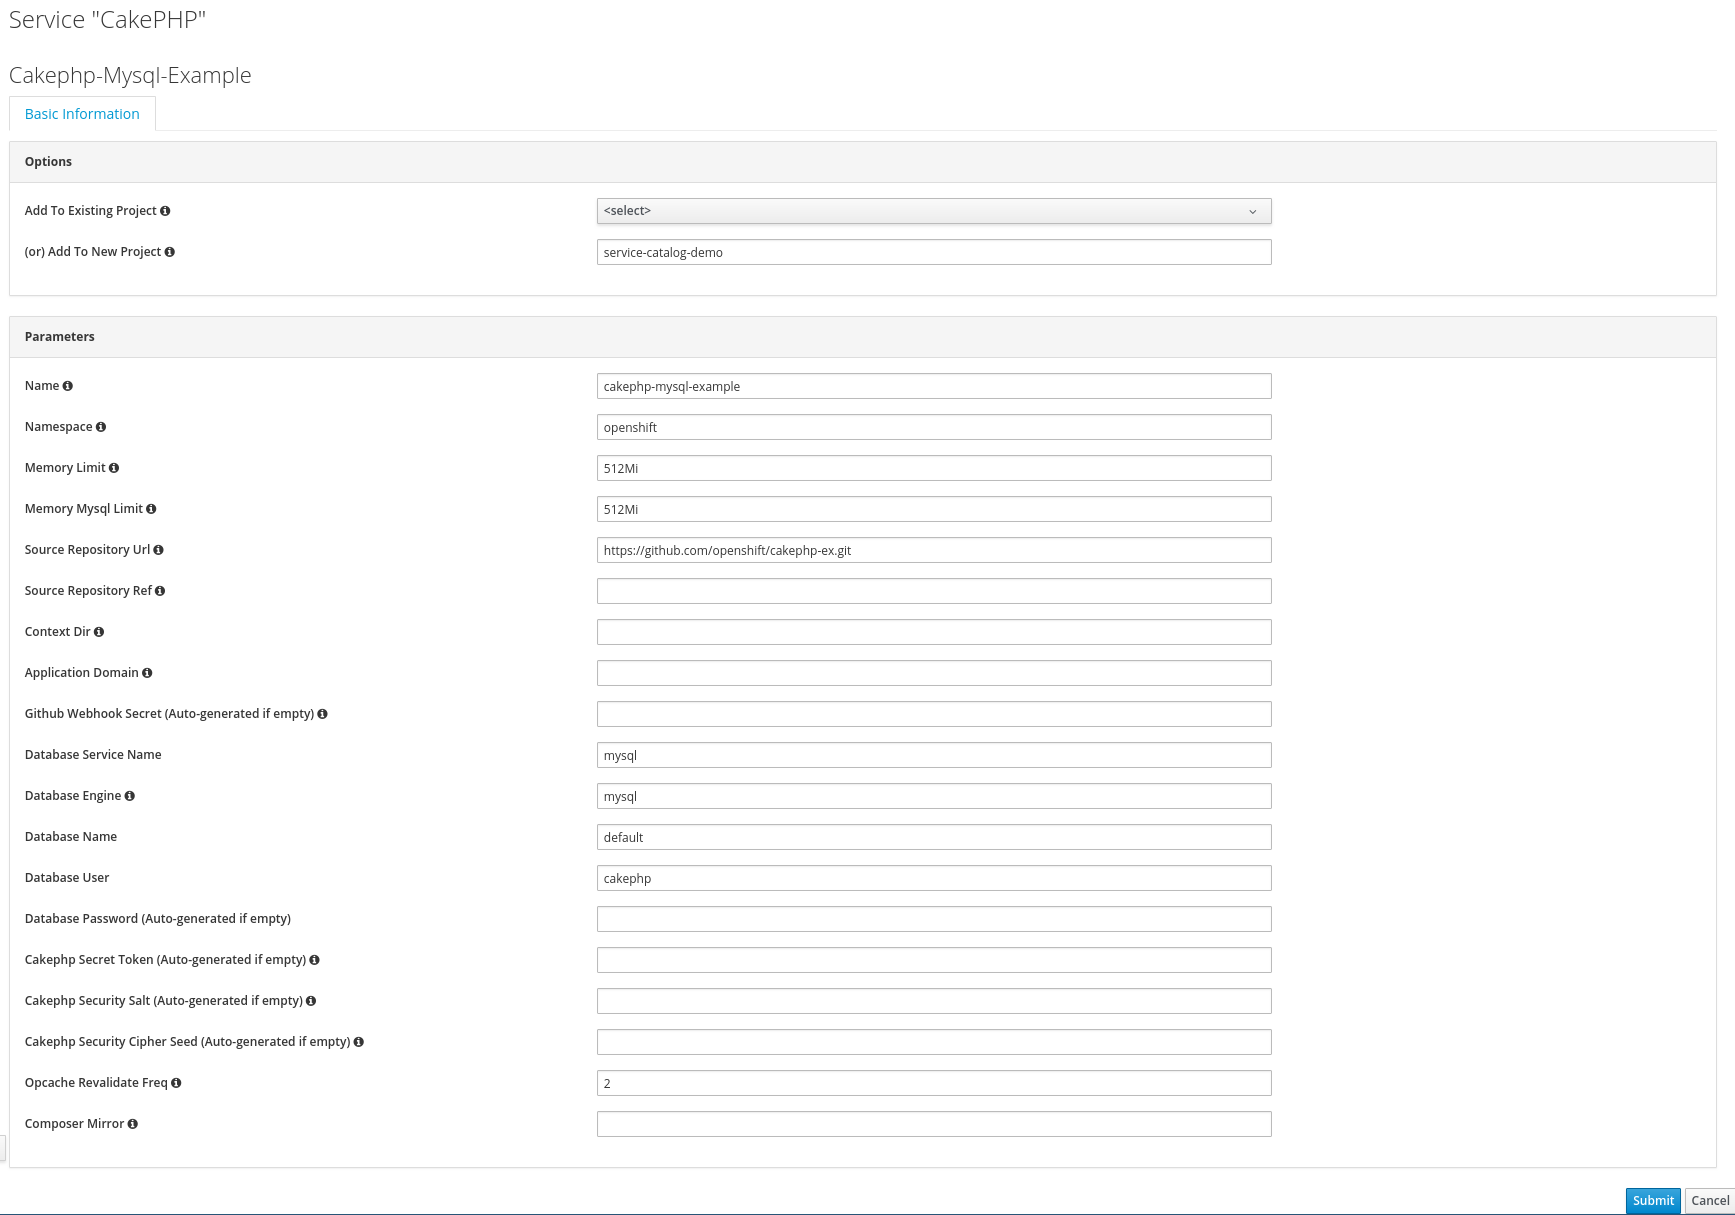 Service "CakePHP"
Cakephp-Mysql-Example
Basic Information
Options
Add To Existing Project
<select>
(or) Add To New Project
service-catalog-demo
Parameters
Name
cakephp-mysql-example
Namespace
openshift
Memory Limit
512Mi
Memory Mysql Limit
512Mi
Source Repository Url
https://github.com/openshift/cakephp-ex.git
Source Repository Ref
Context Dir
Application Domain
Github Webhook Secret (Auto-generated if empty)
Database Service Name
mysql
Database Engine
mysql
Database Name
default
Database User
cakephp
Database Password (Auto-generated if empty)
Cakephp Secret Token (Auto-generated if empty)
Cakephp Security Salt (Auto-generated if empty)
Cakephp Security Cipher Seed (Auto-generated if empty)
Opcache Revalidate Freq
2
Composer Mirror
Submit
Cancel